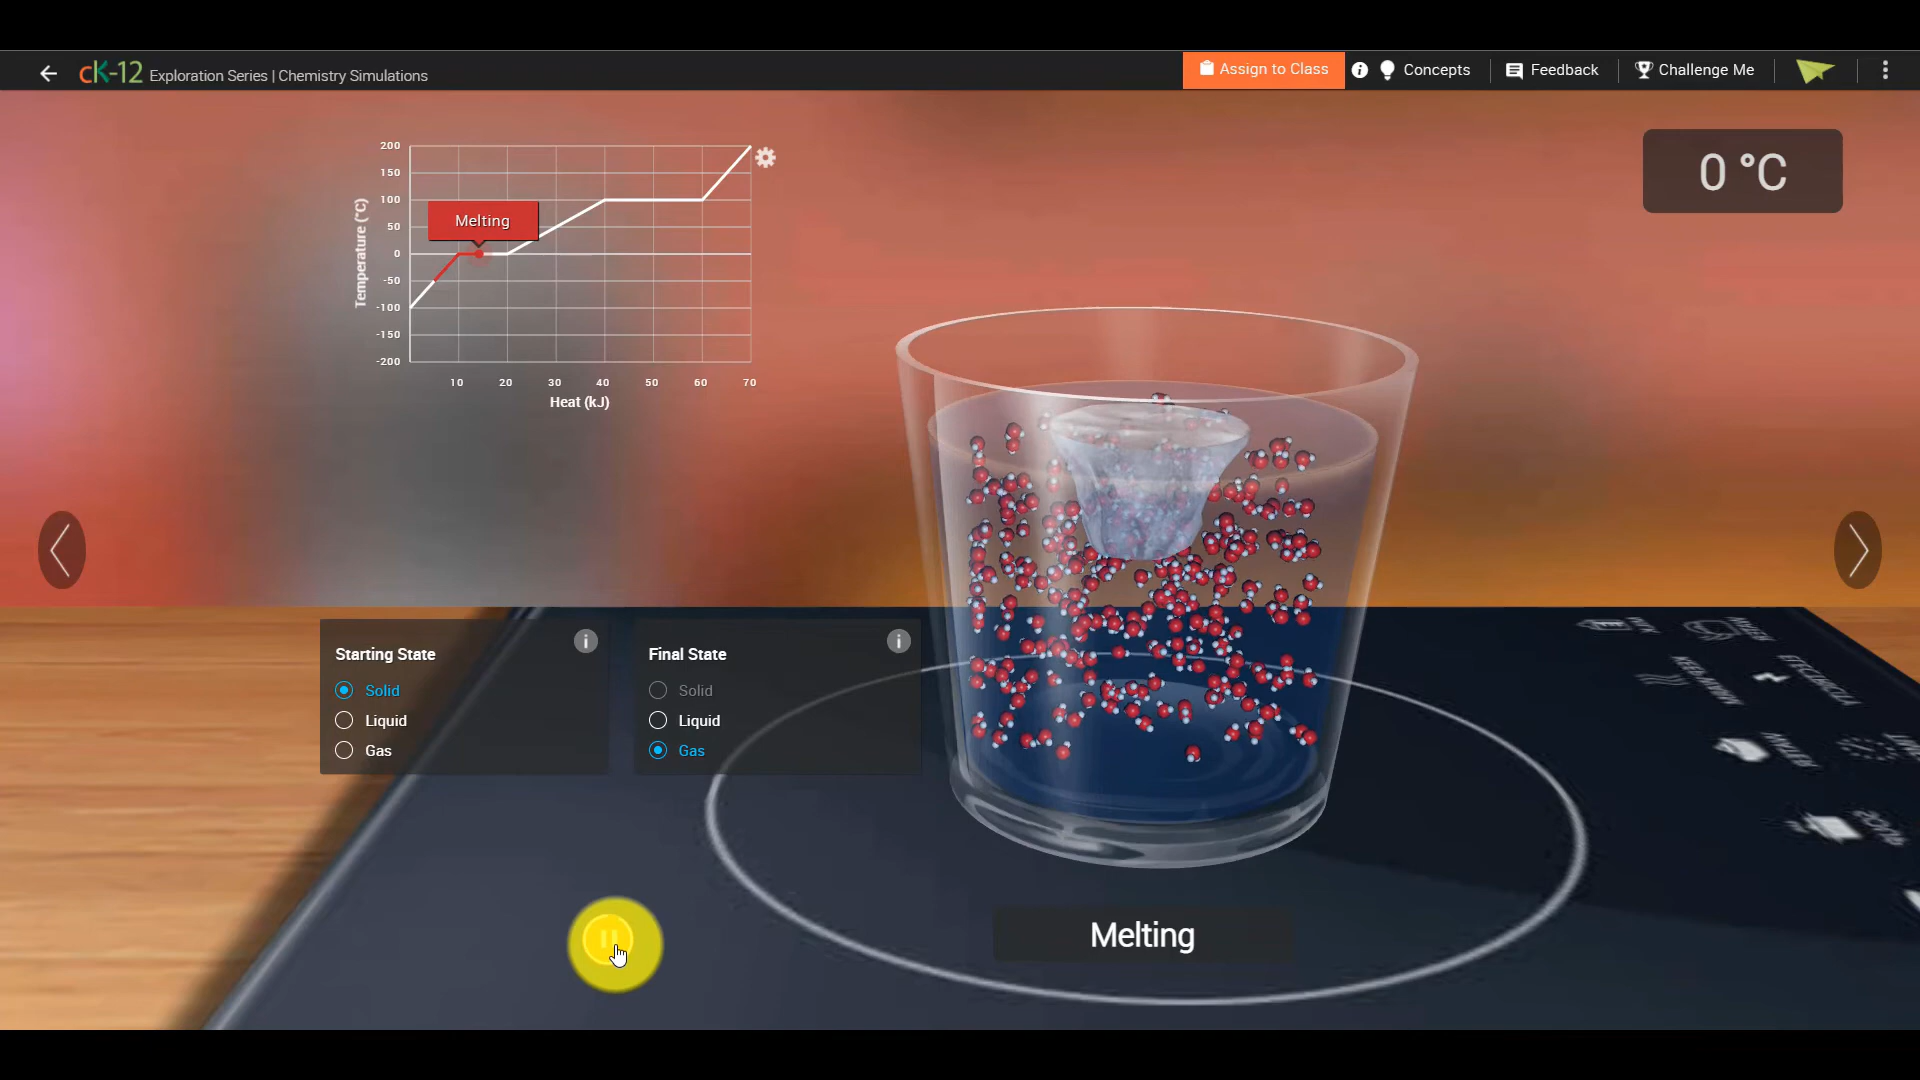 cK-12 Exploration Series | Chemistry Simulations
Assign to Class
Concepts
Feedback
Challenge Me
0 °C
200
150
100
50
0
-50
-100
-150
-200
Temperature (°C)
Melting
10 20 30 40 50 60 70
Heat (kJ)
Starting State
Solid
Liquid
Gas
Final State
Solid
Liquid
Gas
Melting